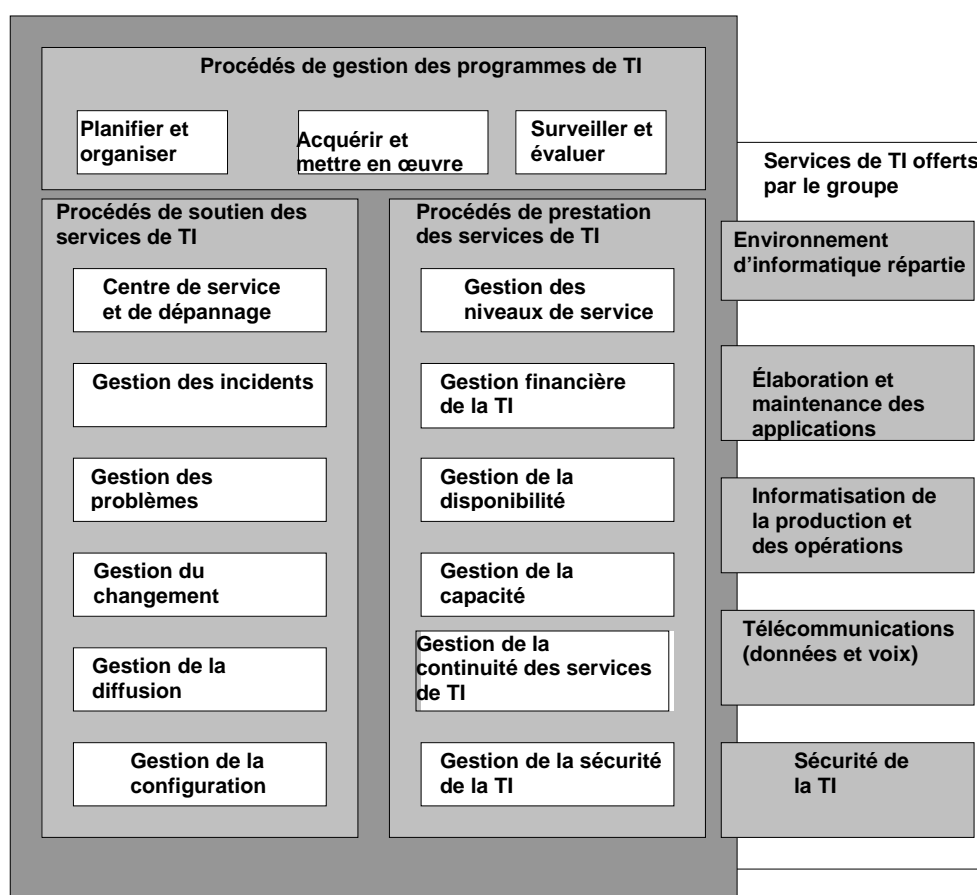 Procédés de gestion des programmes de TI
Planifier et
organiser
Acquérir et
mettre en œuvre
Surveiller et
évaluer
Procédés de soutien des
services de TI
Centre de service
et de dépannage
Gestion des incidents
Gestion des
problèmes
Gestion du
changement
Gestion de la
diffusion
Gestion de la
configuration
Procédés de prestation
des services de TI
Gestion des
niveaux de service
Gestion financière
de la TI
Gestion de la
disponibilité
Gestion de la
capacité
Gestion de la
continuité des services
de TI
Gestion de la sécurité
de la TI
Services de TI offerts
par le groupe
Environnement
d’informatique répartie
Élaboration et
maintenance des
applications
Informatisation de
la production et
des opérations
Télécommunications
(données et voix)
Sécurité de
la TI